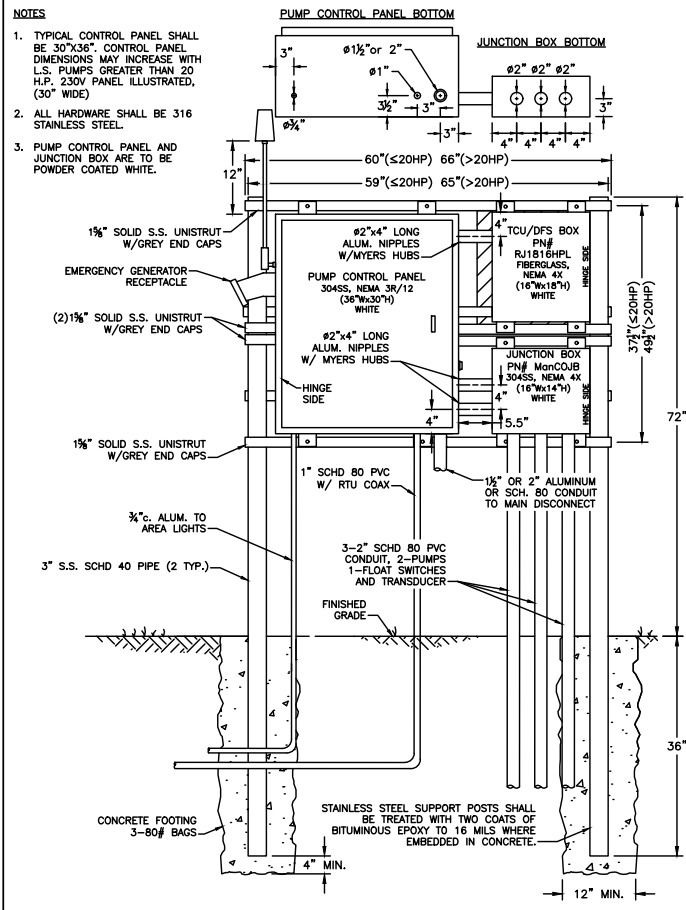 NOTES
1. TYPICAL CONTROL PANEL SHALL
BE 30"X36". CONTROL PANEL
DIMENSIONS MAY INCREASE WITH
L.S. PUMPS GREATER THAN 20
H.P. 230V PANEL ILLUSTRATED,
(30" WIDE)
2. ALL HARDWARE SHALL BE 316
STAINLESS STEEL.
3. PUMP CONTROL PANEL AND
JUNCTION BOX ARE TO BE
POWDER COATED WHITE.
PUMP CONTROL PANEL BOTTOM
3"
ø1½"or 2"
ø1"
3½"
3"
ø¾"
3"
JUNCTION BOX BOTTOM
ø2" ø2" ø2"
3"
4" 4" 4" 4"
12"
60"(≤20HP) 66"(>20HP)
59"(≤20HP) 65"(>20HP)
1⅝" SOLID S.S. UNISTRUT
W/GREY END CAPS
EMERGENCY GENERATOR
RECEPTACLE
(2)1⅝" SOLID S.S. UNISTRUT
W/GREY END CAPS
1⅝" SOLID S.S. UNISTRUT
W/GREY END CAPS
ø2"x4" LONG
ALUM. NIPPLES
W/MYERS HUBS
PUMP CONTROL PANEL
304SS, NEMA 3R/12
(36"Wx30"H)
WHITE
ø2"x4" LONG
ALUM. NIPPLES
W/ MYERS HUBS
HINGE
SIDE
4"
4"
TCU/DFS BOX
PN#
RJ1816HPL
FIBERGLASS,
NEMA 4X
(16"Wx18"H)
WHITE
HINGE SIDE
JUNCTION BOX
PN# ManCOJB
304SS, NEMA 4X
(16"Wx14"H)
WHITE
HINGE SIDE
4"
5.5"
37½"(≤20HP)
49½"(>20HP)
72"
1" SCHD 80 PVC
W/ RTU COAX
1½" OR 2" ALUMINUM
OR SCH. 80 CONDUIT
TO MAIN DISCONNECT
¾"c. ALUM. TO
AREA LIGHTS
3" S.S. SCHD 40 PIPE (2 TYP.)
3-2" SCHD 80 PVC
CONDUIT, 2-PUMPS
1-FLOAT SWITCHES
AND TRANSDUCER
FINISHED
GRADE
36"
CONCRETE FOOTING
3-80# BAGS
STAINLESS STEEL SUPPORT POSTS SHALL
BE TREATED WITH TWO COATS OF
BITUMINOUS EPOXY TO 16 MILS WHERE
EMBEDDED IN CONCRETE.
4" MIN.
12" MIN.